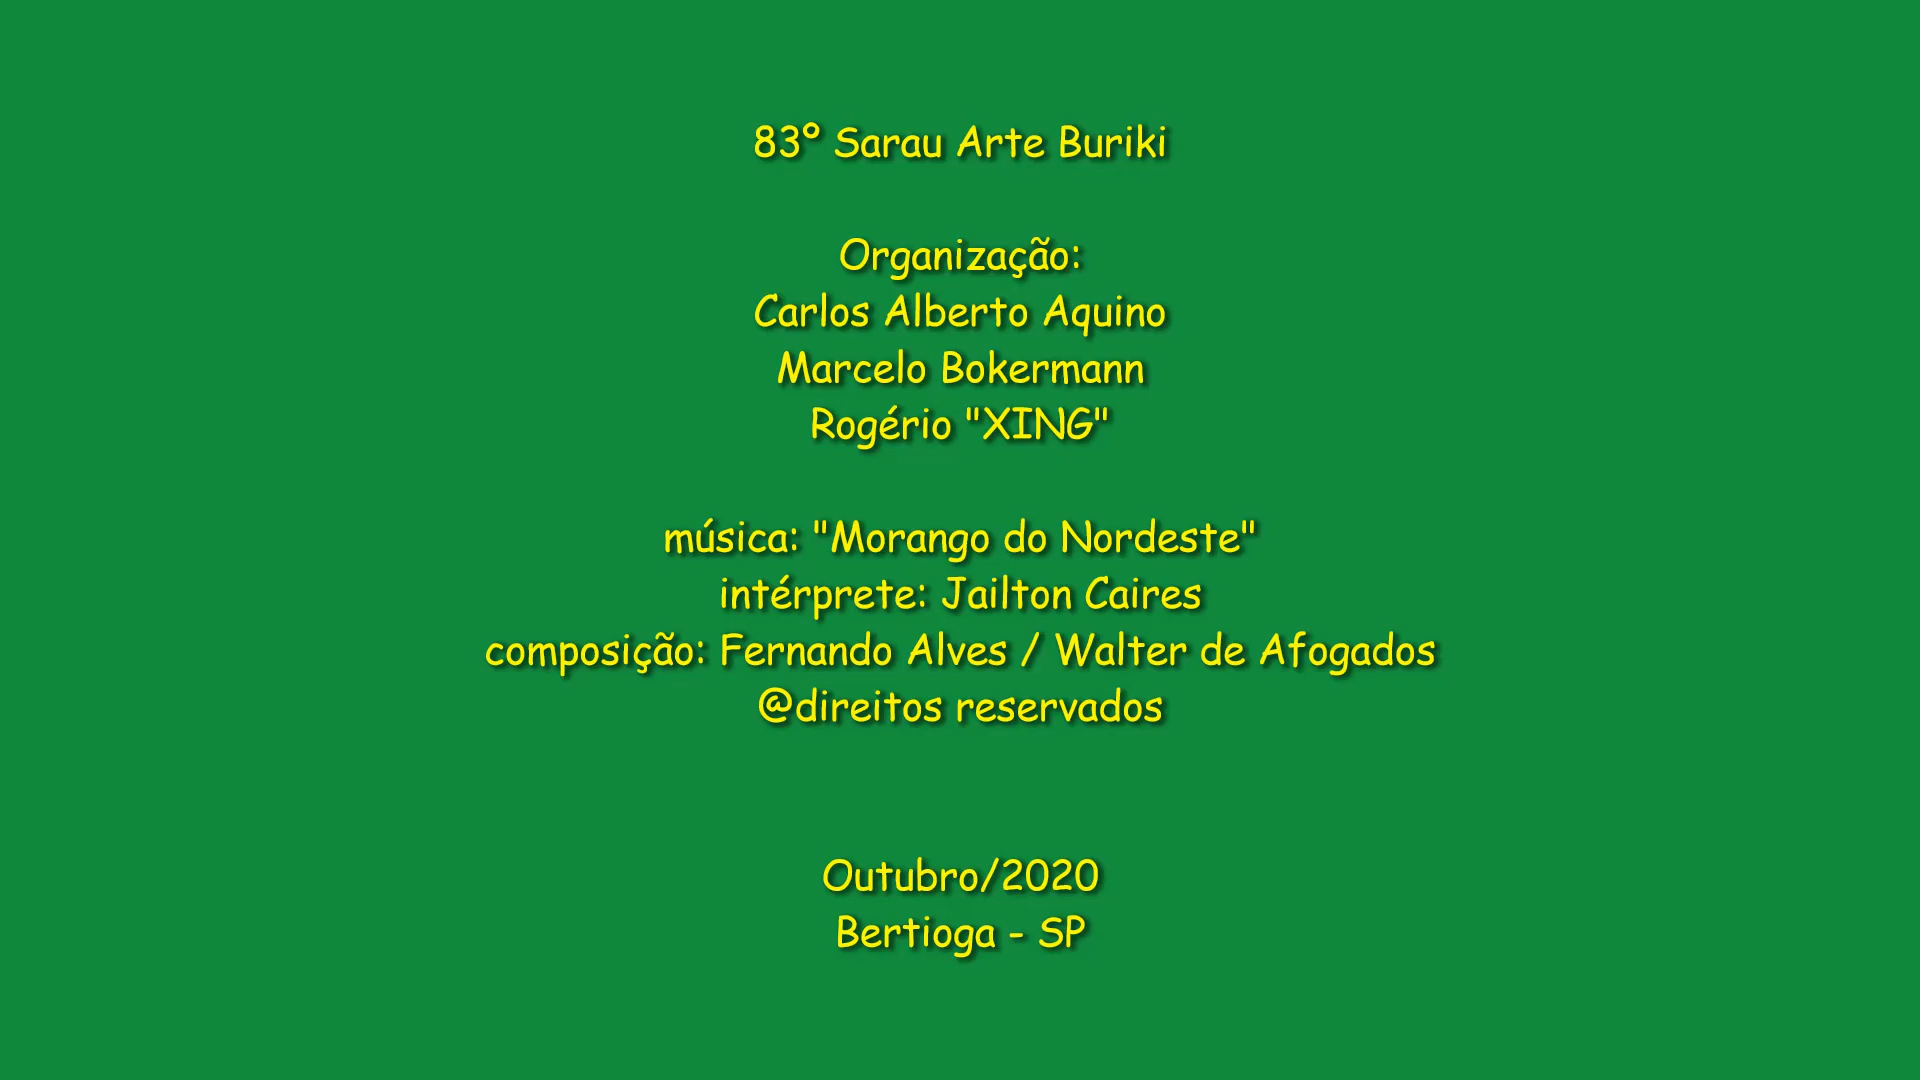 83º Sarau Arte Buriki
Organização:
Carlos Alberto Aquino
Marcelo Bokermann
Rogério "XING"
música: "Morango do Nordeste"
intérprete: Jailton Caires
composição: Fernando Alves / Walter de Afogados
@direitos reservados
Outubro/2020
Bertioga - SP